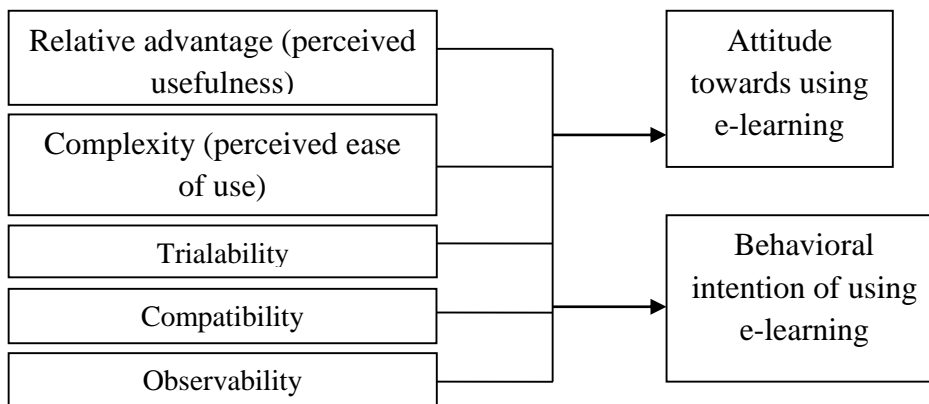 Relative advantage (perceived
usefulness)
Complexity (perceived ease
of use)
Trialability
Compatibility
Observability
Attitude
towards using
e-learning
Behavioral
intention of using
e-learning